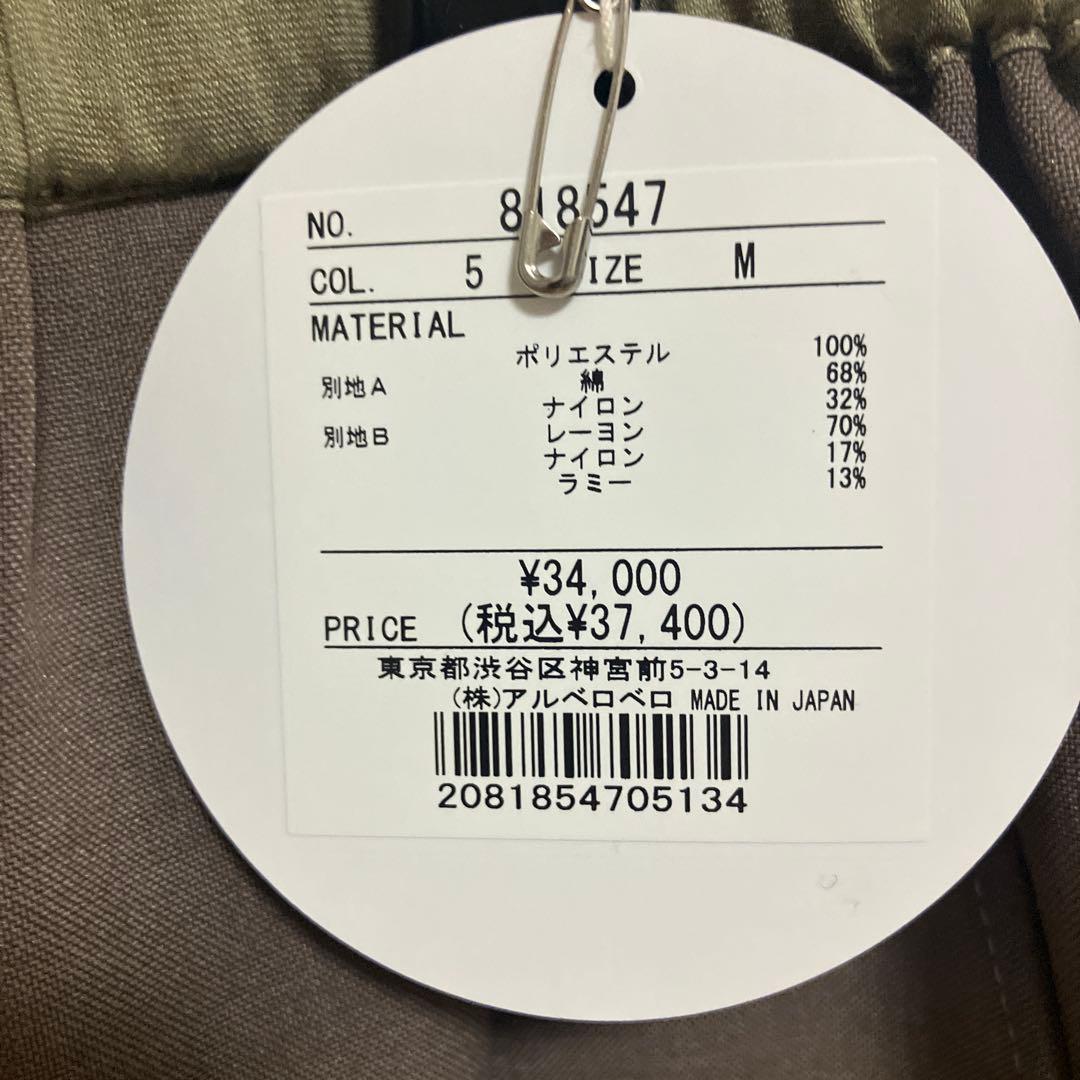 NO. 818547
COL. 5 SIZE M
MATERIAL
ポリエステル 100%
別地A 綿 68%
ナイロン 32%
別地B レーヨン 70%
ナイロン 17%
ラミー 13%
¥34,000
PRICE (税込¥37,400)
東京都渋谷区神宮前5-3-14
(株)アルベロベロ MADE IN JAPAN
2081854705134